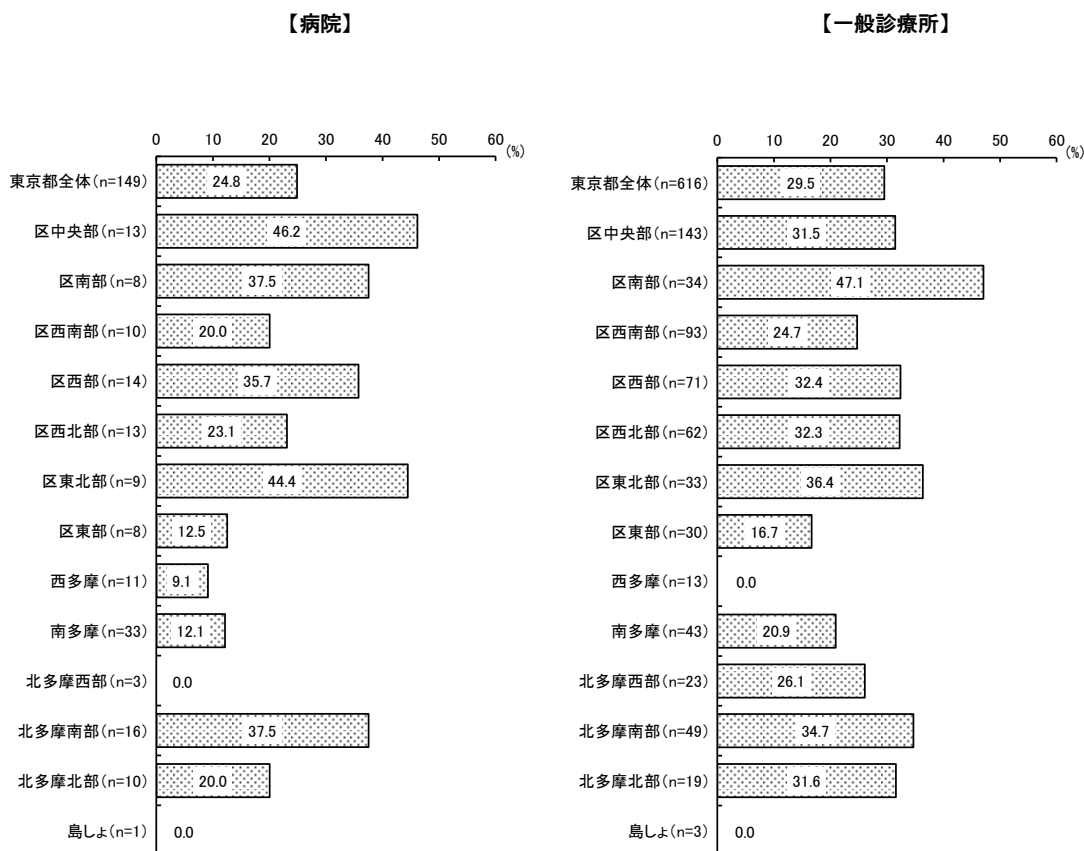 【病院】
0 10 20 30 40 50 60
(%)
東京都全体(n=149) 24.8
区中央部(n=13) 46.2
区南部(n=8) 37.5
区西南部(n=10) 20.0
区西部(n=14) 35.7
区西北部(n=13) 23.1
区東北部(n=9) 44.4
区東部(n=8) 12.5
西多摩(n=11) 9.1
南多摩(n=33) 12.1
北多摩西部(n=3) 0.0
北多摩南部(n=16) 37.5
北多摩北部(n=10) 20.0
島しょ(n=1) 0.0
【一般診療所】
0 10 20 30 40 50 60
(%)
東京都全体(n=616) 29.5
区中央部(n=143) 31.5
区南部(n=34) 47.1
区西南部(n=93) 24.7
区西部(n=71) 32.4
区西北部(n=62) 32.3
区東北部(n=33) 36.4
区東部(n=30) 16.7
西多摩(n=13) 0.0
南多摩(n=43) 20.9
北多摩西部(n=23) 26.1
北多摩南部(n=49) 34.7
北多摩北部(n=19) 31.6
島しょ(n=3) 0.0